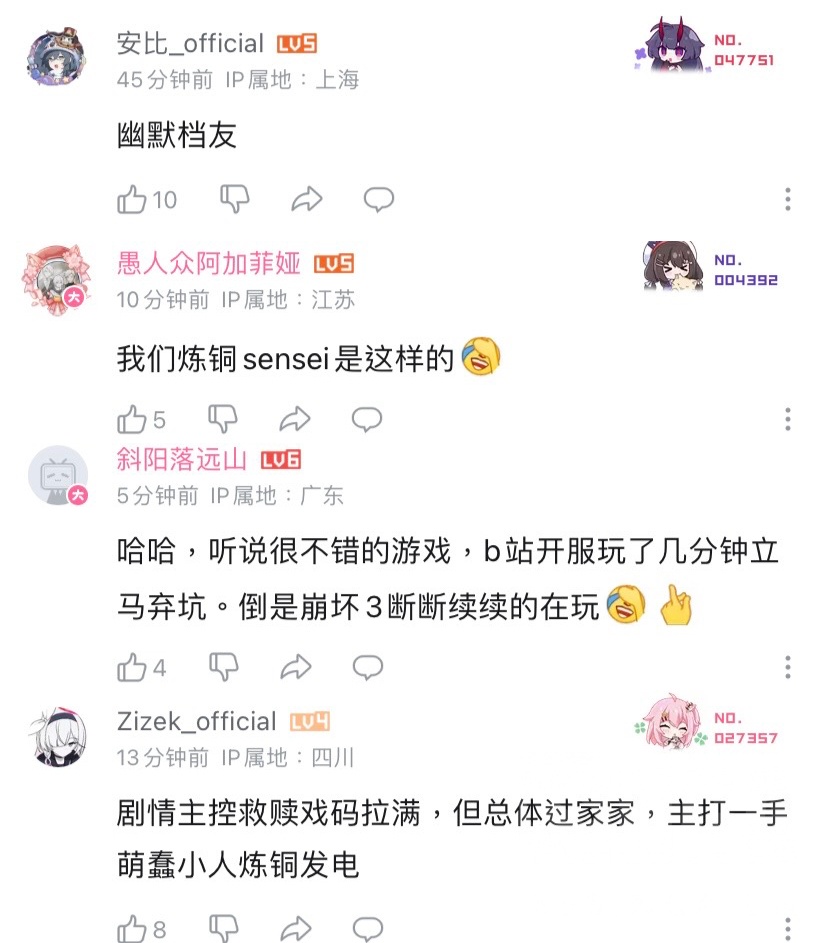 安比_official LV5
NO.
047751
45分钟前 IP属地：上海
幽默档友
10
愚人众阿加菲娅 LV5
NO.
004392
大
10分钟前 IP属地：江苏
我们炼铜sensei是这样的
5
斜阳落远山 LV6
大
5分钟前 IP属地：广东
哈哈，听说很不错的游戏，b站开服玩了几分钟立
马弃坑。倒是崩坏3断断续续的在玩
4
Zizek_official LV4
NO.
027357
13分钟前 IP属地：四川
剧情主控救赎戏码拉满，但总体过家家，主打一手
萌蠢小人炼铜发电
8